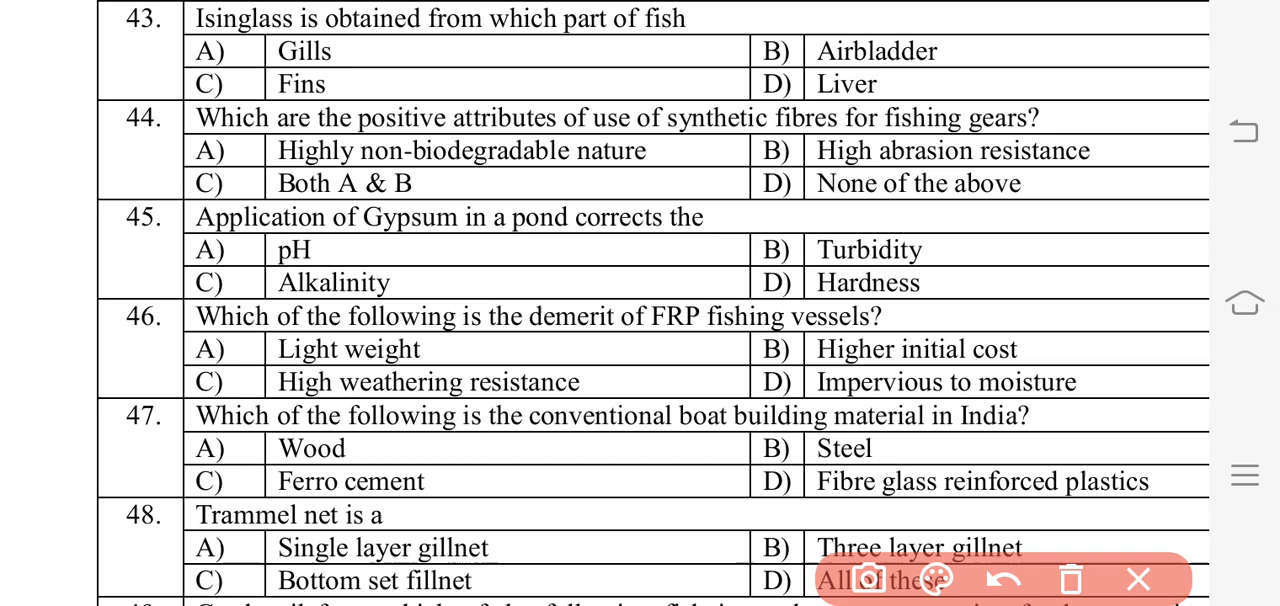 43. Isinglass is obtained from which part of fish
A) Gills B) Airbladder
C) Fins D) Liver
44. Which are the positive attributes of use of synthetic fibres for fishing gears?
A) Highly non-biodegradable nature B) High abrasion resistance
C) Both A & B D) None of the above
45. Application of Gypsum in a pond corrects the
A) pH B) Turbidity
C) Alkalinity D) Hardness
46. Which of the following is the demerit of FRP fishing vessels?
A) Light weight B) Higher initial cost
C) High weathering resistance D) Impervious to moisture
47. Which of the following is the conventional boat building material in India?
A) Wood B) Steel
C) Ferro cement D) Fibre glass reinforced plastics
48. Trammel net is a
A) Single layer gillnet B) Three layer gillnet
C) Bottom set fillnet D) All of these